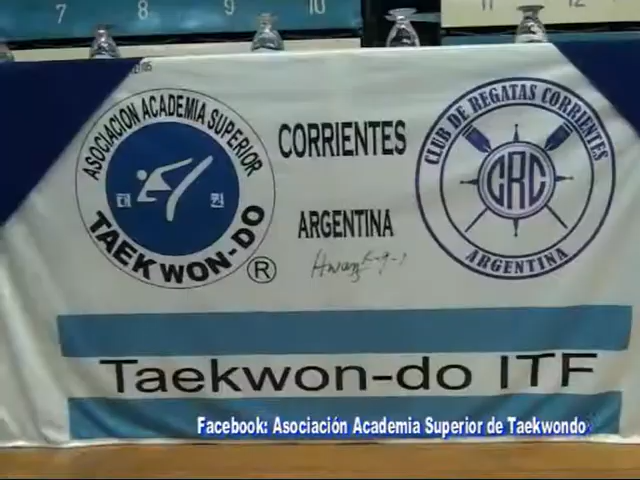 7 8 9 10 11 12
ASOCIACION ACADEMIA SUPERIOR
TAEKWON-DO
®
CORRIENTES
ARGENTINA
CLUB DE REGATAS CORRIENTES
CRC
ARGENTINA
Hwang
Taekwon-do ITF
Facebook: Asociación Academia Superior de Taekwondo